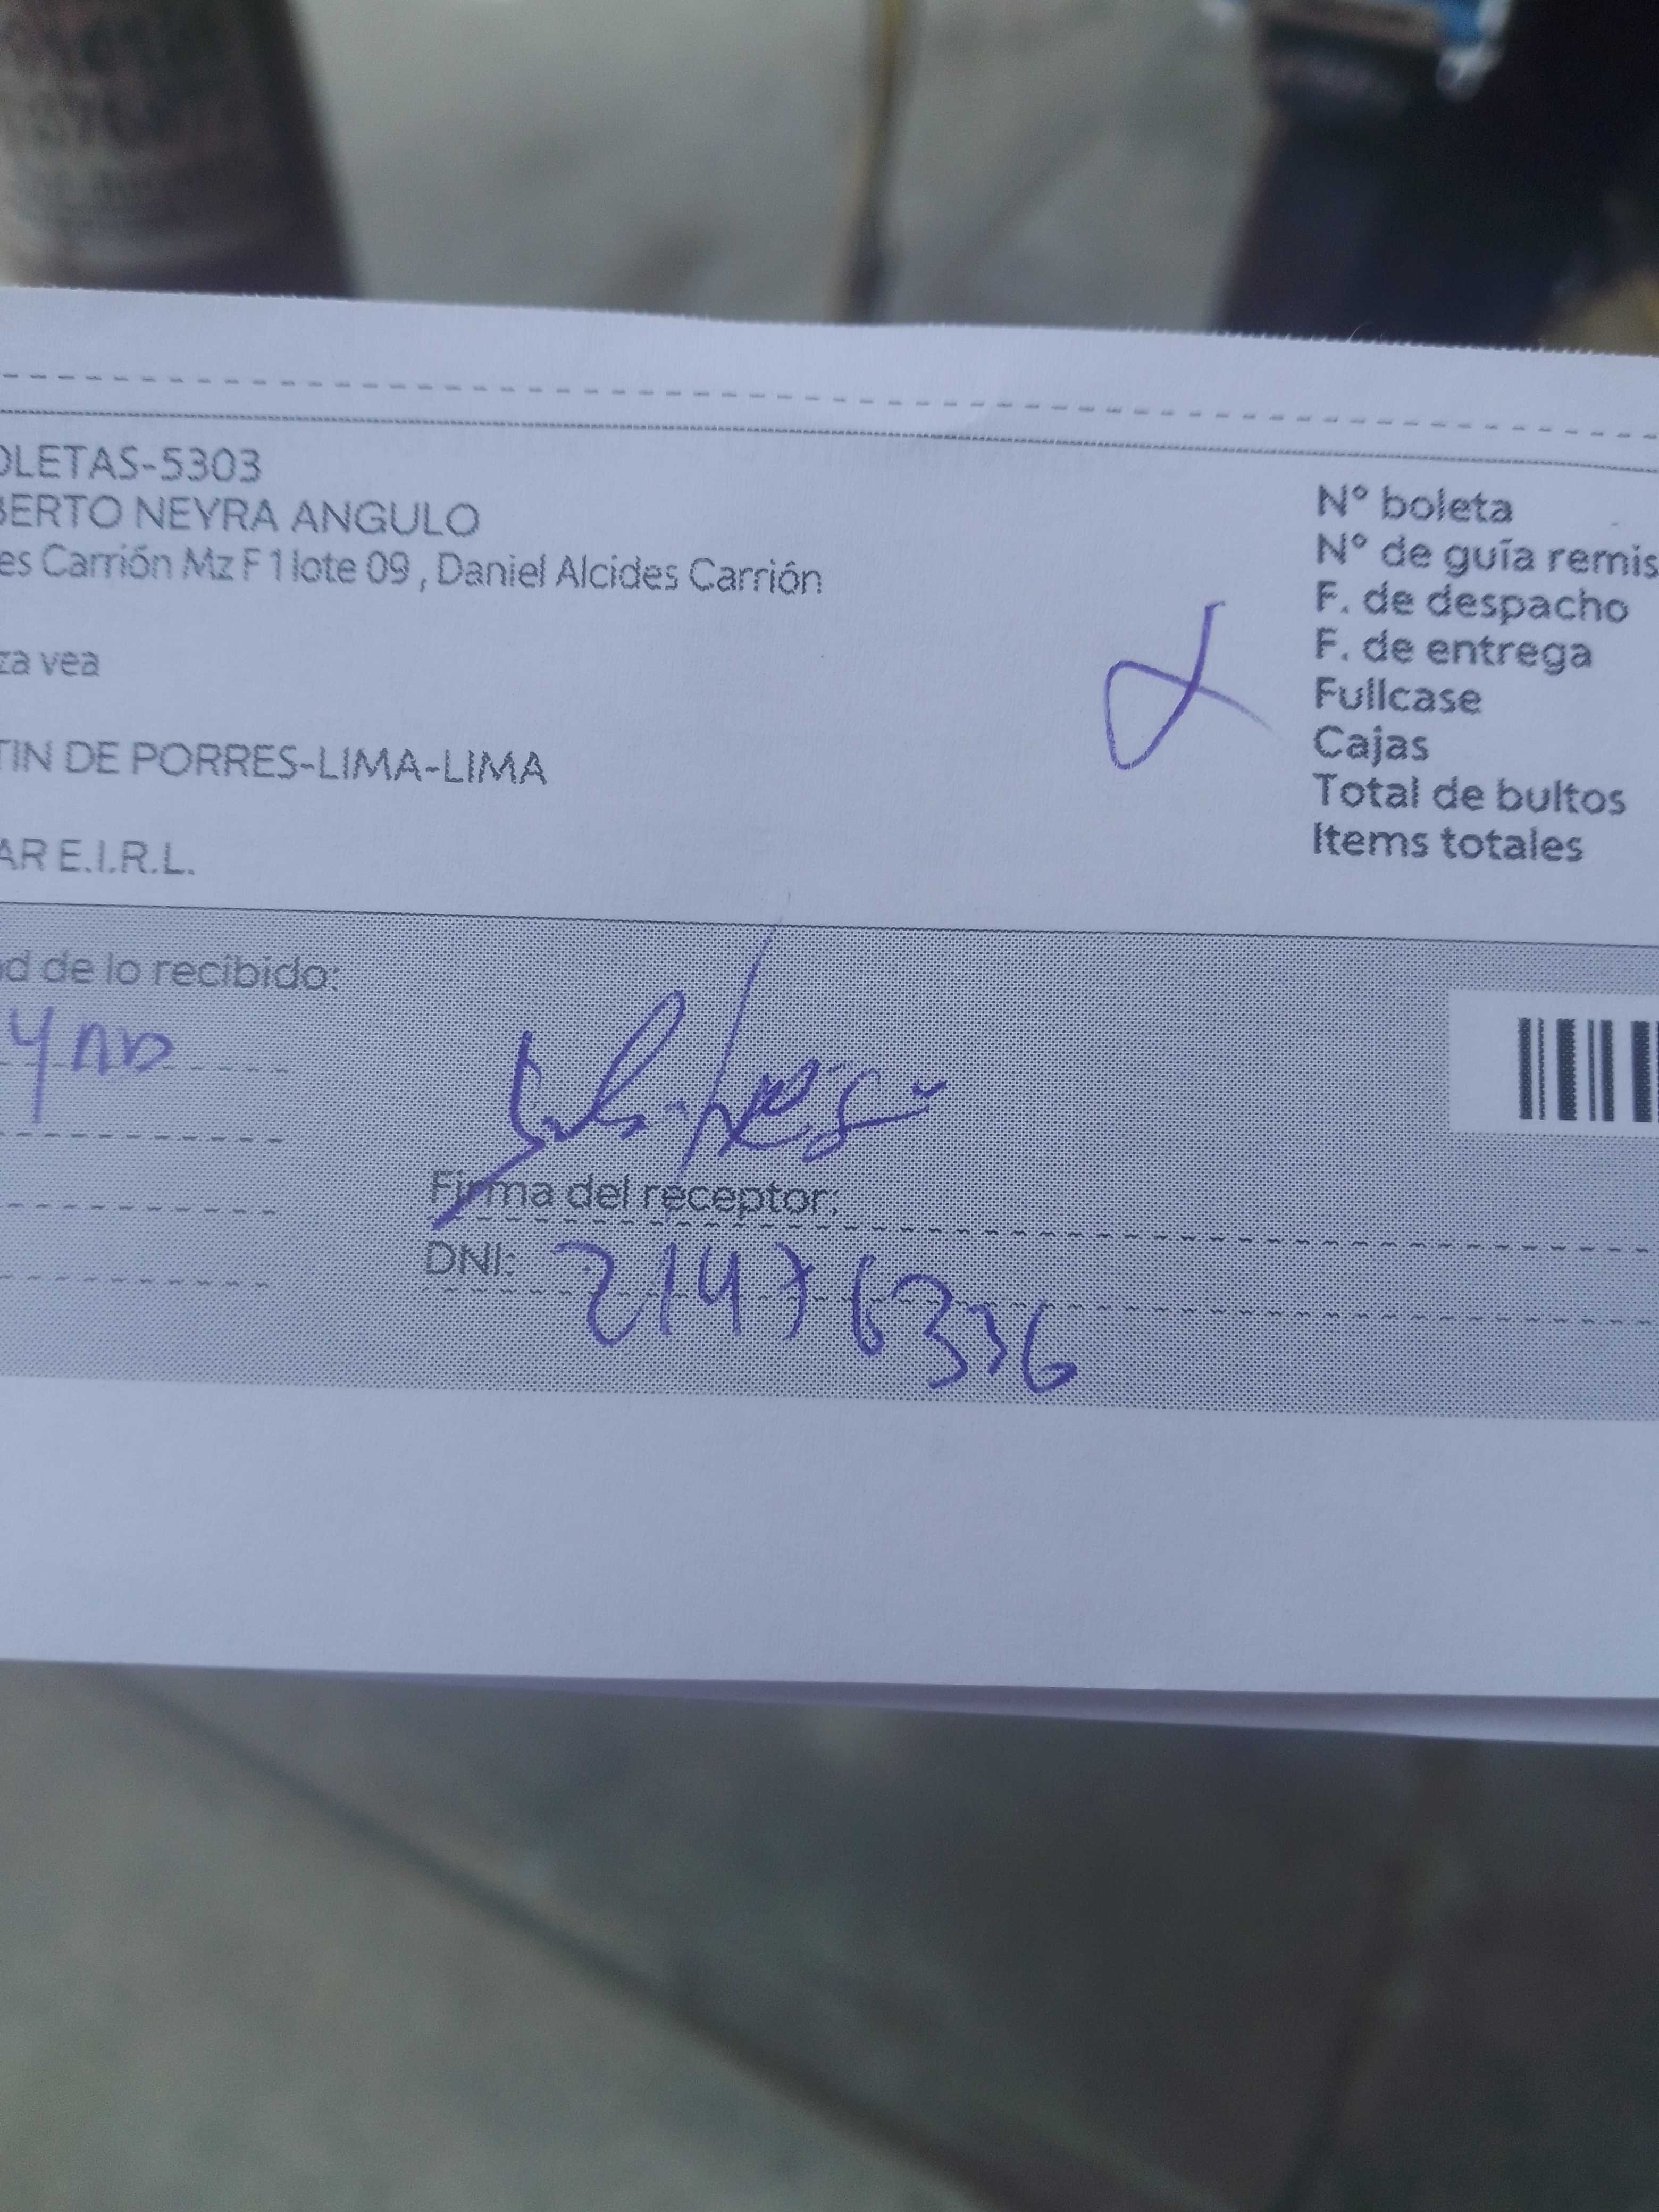 OLETAS-5303
BERTO NEYRA ANGULO
es Carrión Mz F 1 lote 09 , Daniel Alcides Carrión
za vea
TIN DE PORRES-LIMA-LIMA
AR E.I.R.L.
N° boleta
N° de guía remis
F. de despacho
F. de entrega
Fullcase
Cajas
Total de bultos
Items totales
d de lo recibido:
Firma del receptor:
DNI: 21476336